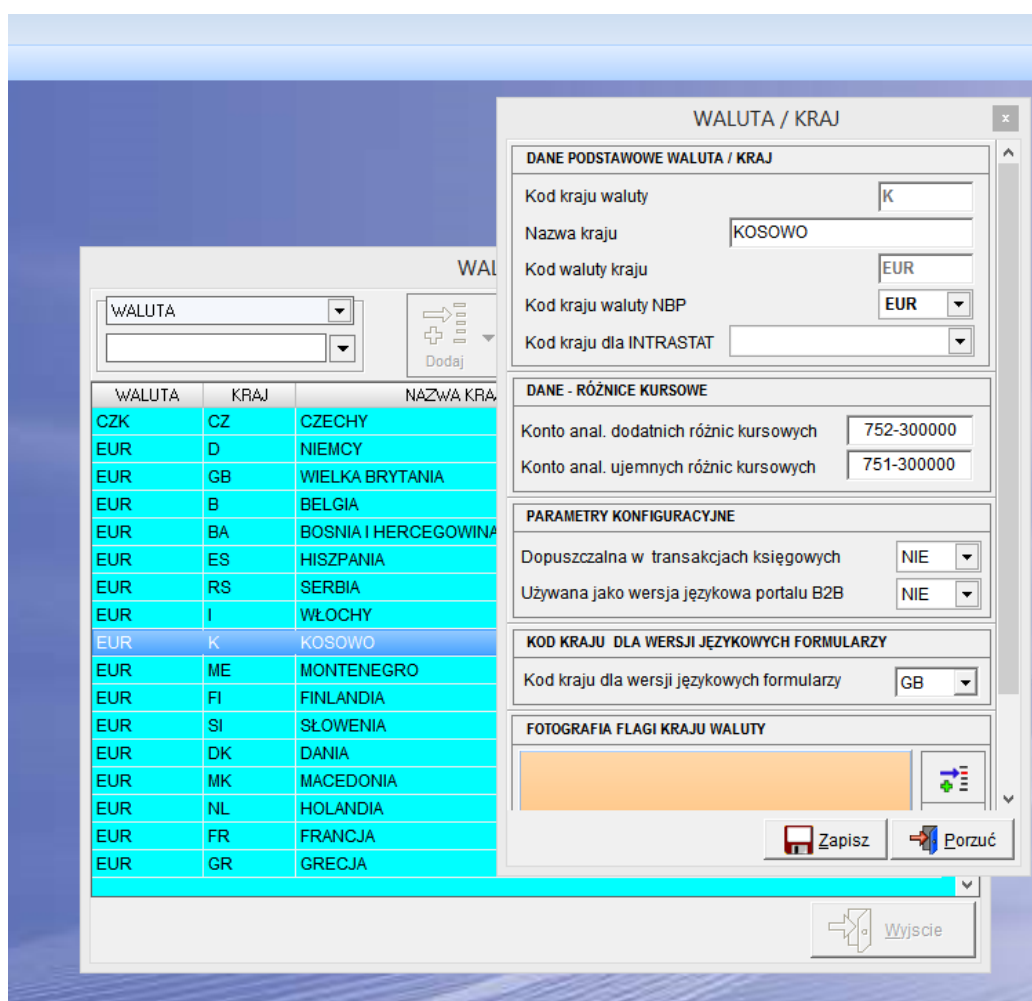 WALUTA / KRAJ
x
DANE PODSTAWOWE WALUTA / KRAJ
Kod kraju waluty K
Nazwa kraju KOSOWO
Kod waluty kraju EUR
Kod kraju waluty NBP EUR
Kod kraju dla INTRASTAT
DANE - RÓŻNICE KURSOWE
Konto anal. dodatnich różnic kursowych 752-300000
Konto anal. ujemnych różnic kursowych 751-300000
PARAMETRY KONFIGURACYJNE
Dopuszczalna w transakcjach księgowych NIE
Używana jako wersja językowa portalu B2B NIE
KOD KRAJU DLA WERSJI JĘZYKOWYCH FORMULARZY
Kod kraju dla wersji językowych formularzy GB
FOTOGRAFIA FLAGI KRAJU WALUTY
Zapisz Porzuć
WAL
WALUTA
Dodaj
WALUTA KRAJ NAZWA KRA
CZK CZ CZECHY
EUR D NIEMCY
EUR GB WIELKA BRYTANIA
EUR B BELGIA
EUR BA BOSNIA I HERCEGOWINA
EUR ES HISZPANIA
EUR RS SERBIA
EUR I WŁOCHY
EUR K KOSOWO
EUR ME MONTENEGRO
EUR FI FINLANDIA
EUR SI SŁOWENIA
EUR DK DANIA
EUR MK MACEDONIA
EUR NL HOLANDIA
EUR FR FRANCJA
EUR GR GRECJA
Wyjscie